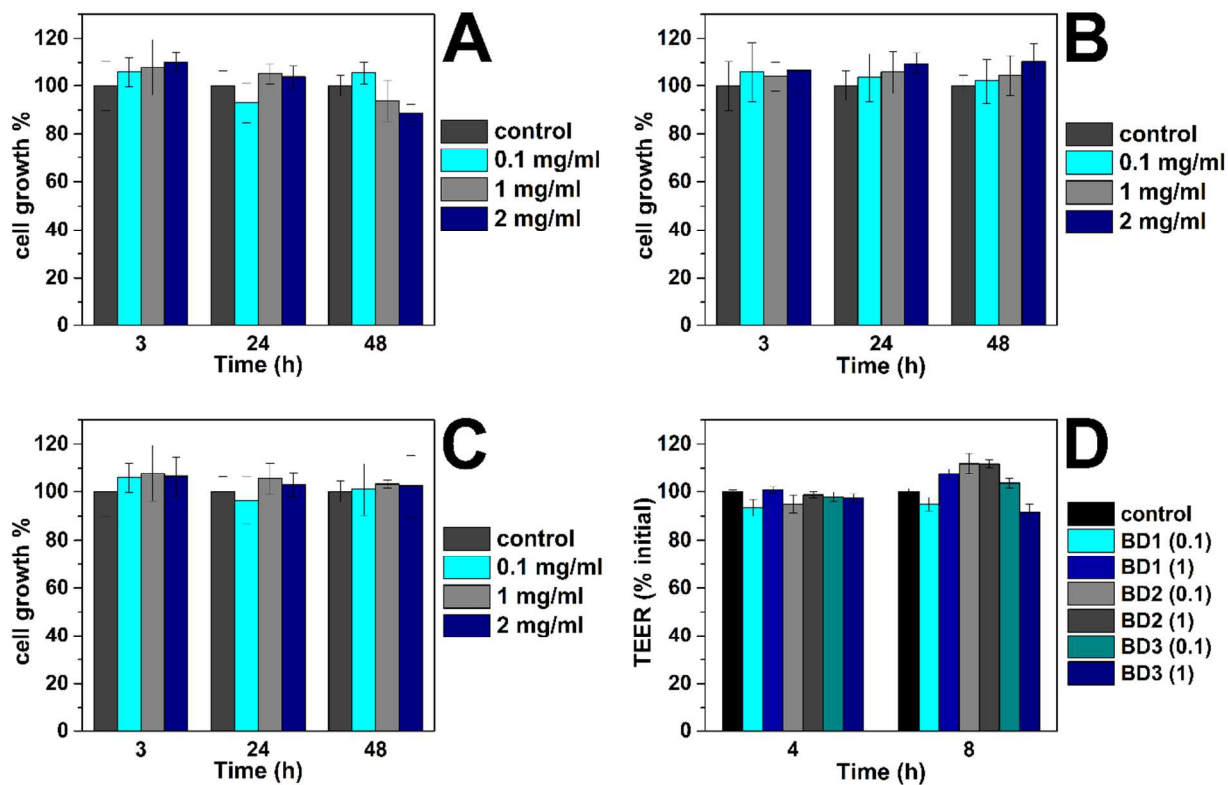 A
cell growth %
120
100
80
60
40
20
0
3 24 48
Time (h)
control
0.1 mg/ml
1 mg/ml
2 mg/ml
B
cell growth %
120
100
80
60
40
20
0
3 24 48
Time (h)
control
0.1 mg/ml
1 mg/ml
2 mg/ml
C
cell growth %
120
100
80
60
40
20
0
3 24 48
Time (h)
control
0.1 mg/ml
1 mg/ml
2 mg/ml
D
TEER (% initial)
120
100
80
60
40
20
0
4 8
Time (h)
control
BD1 (0.1)
BD1 (1)
BD2 (0.1)
BD2 (1)
BD3 (0.1)
BD3 (1)